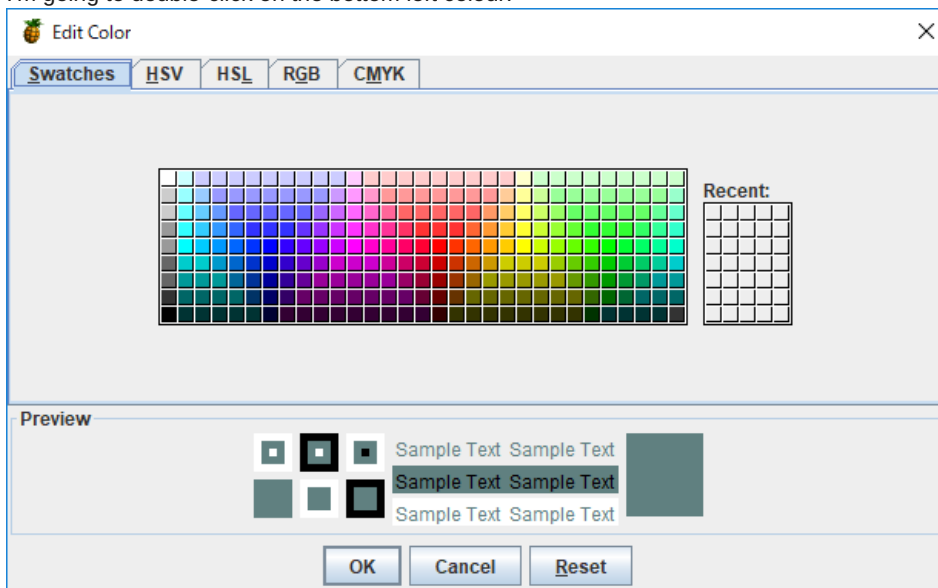 I'm going to double-click on the bottom left colour.
Edit Color
Swatches HSV HSL RGB CMYK
Recent:
Preview
Sample Text Sample Text
Sample Text Sample Text
Sample Text Sample Text
OK Cancel Reset